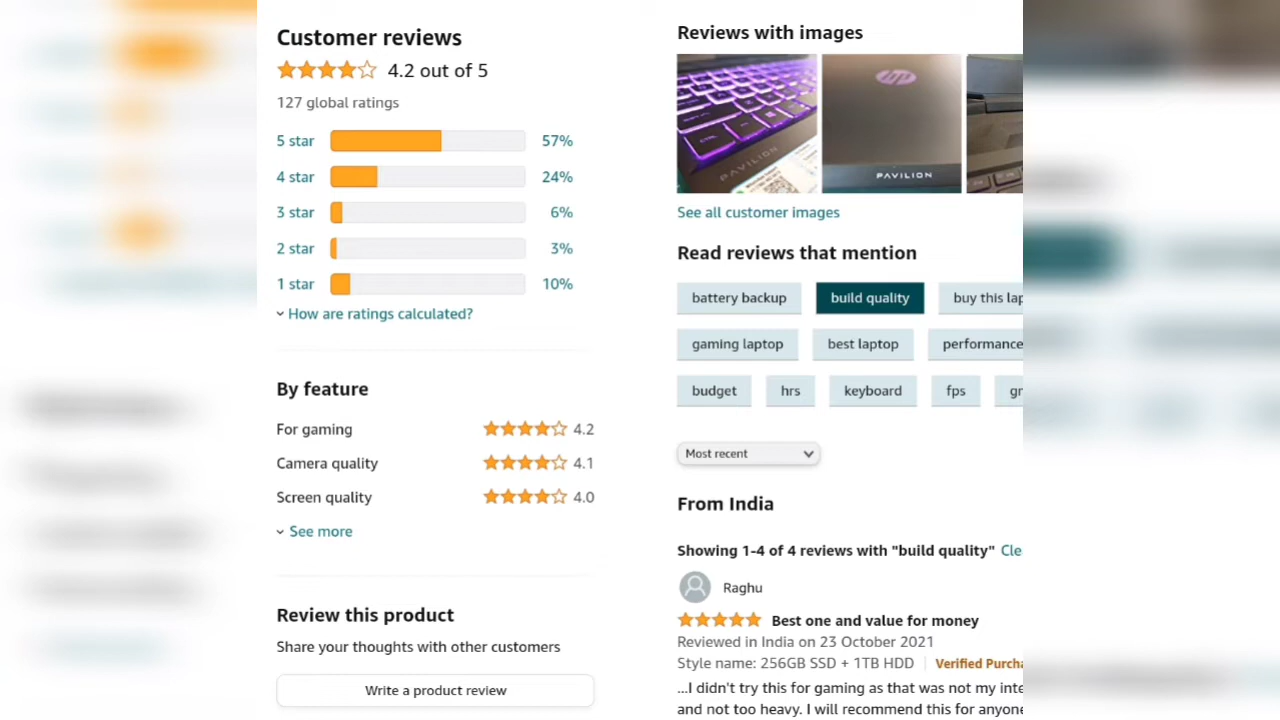 Customer reviews
4.2 out of 5
127 global ratings
5 star 57%
4 star 24%
3 star 6%
2 star 3%
1 star 10%
How are ratings calculated?
By feature
For gaming 4.2
Camera quality 4.1
Screen quality 4.0
See more
Review this product
Share your thoughts with other customers
Write a product review
Reviews with images
PAVILION
hp
PAVILION
See all customer images
Read reviews that mention
battery backup build quality buy this lap
gaming laptop best laptop performance
budget hrs keyboard fps gr
Most recent
From India
Showing 1-4 of 4 reviews with "build quality" Cle
Raghu
Best one and value for money
Reviewed in India on 23 October 2021
Style name: 256GB SSD + 1TB HDD Verified Purcha
...I didn't try this for gaming as that was not my inte
and not too heavy. I will recommend this for anyone